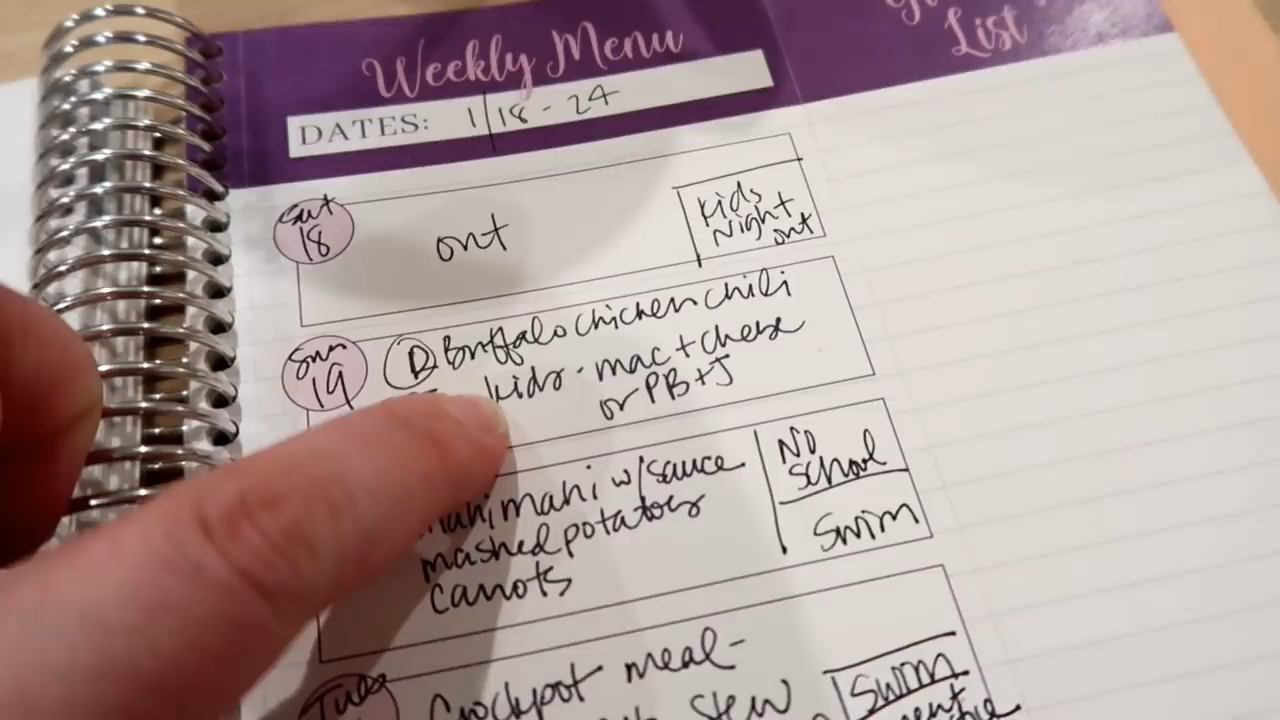 Weekly Menu
List
DATES: 1/18 - 24
Sat
18
out
Kids
Night
out
Sun
19
D Buffalo chicken chili
kids - mac + cheese
or PB+J
mahi mahi w/sauce
mashed potatoes
carrots
No
School
Swim
Tues
Crockpot meal-
stew
Swim